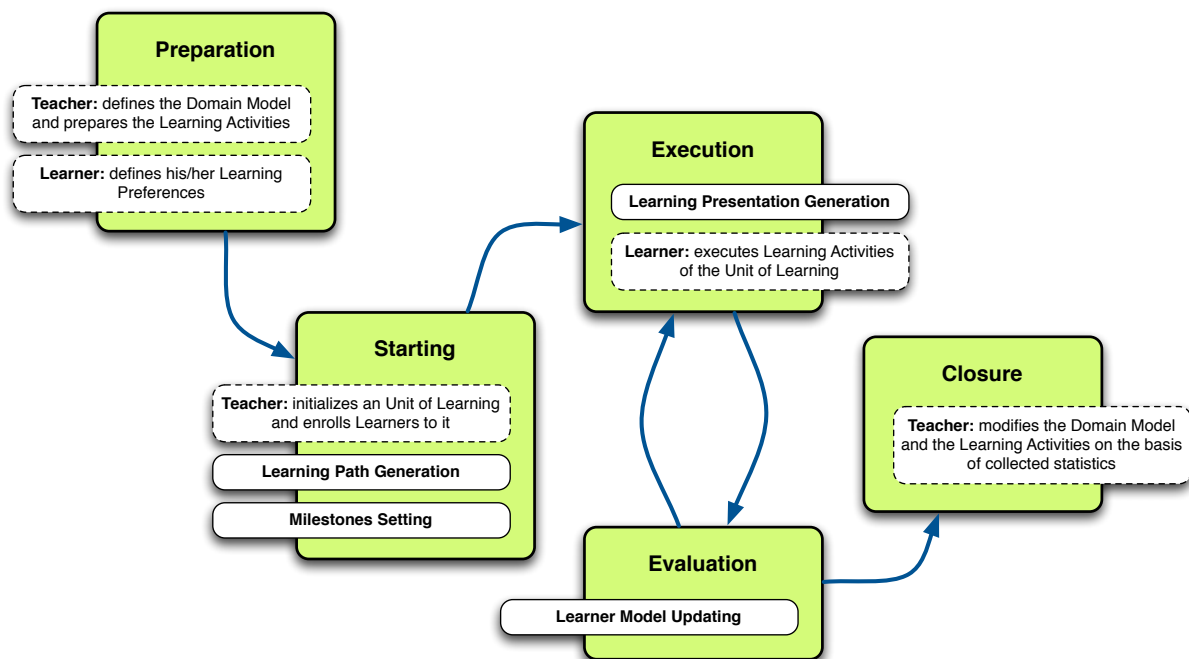 Preparation
Teacher: defines the Domain Model
and prepares the Learning Activities
Learner: defines his/her Learning
Preferences
Starting
Teacher: initializes an Unit of Learning
and enrolls Learners to it
Learning Path Generation
Milestones Setting
Execution
Learning Presentation Generation
Learner: executes Learning Activities
of the Unit of Learning
Evaluation
Learner Model Updating
Closure
Teacher: modifies the Domain Model
and the Learning Activities on the basis
of collected statistics